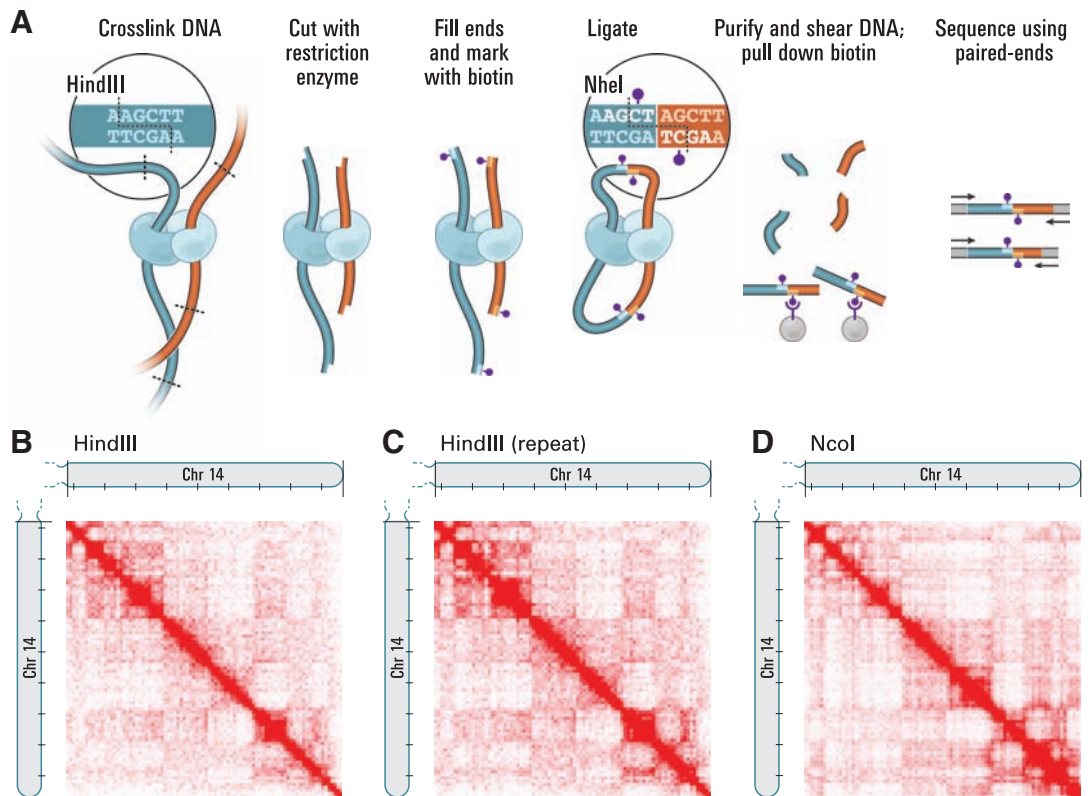 A
Crosslink DNA
Cut with
restriction
enzyme
Fill ends
and mark
with biotin
Ligate
Purify and shear DNA;
pull down biotin
Sequence using
paired-ends
HindIII
AAGCTT
TTCGAA
NheI
AAGCT AGCTT
TTCGA TCGAA
B HindIII
Chr 14
Chr 14
C HindIII (repeat)
Chr 14
Chr 14
D NcoI
Chr 14
Chr 14